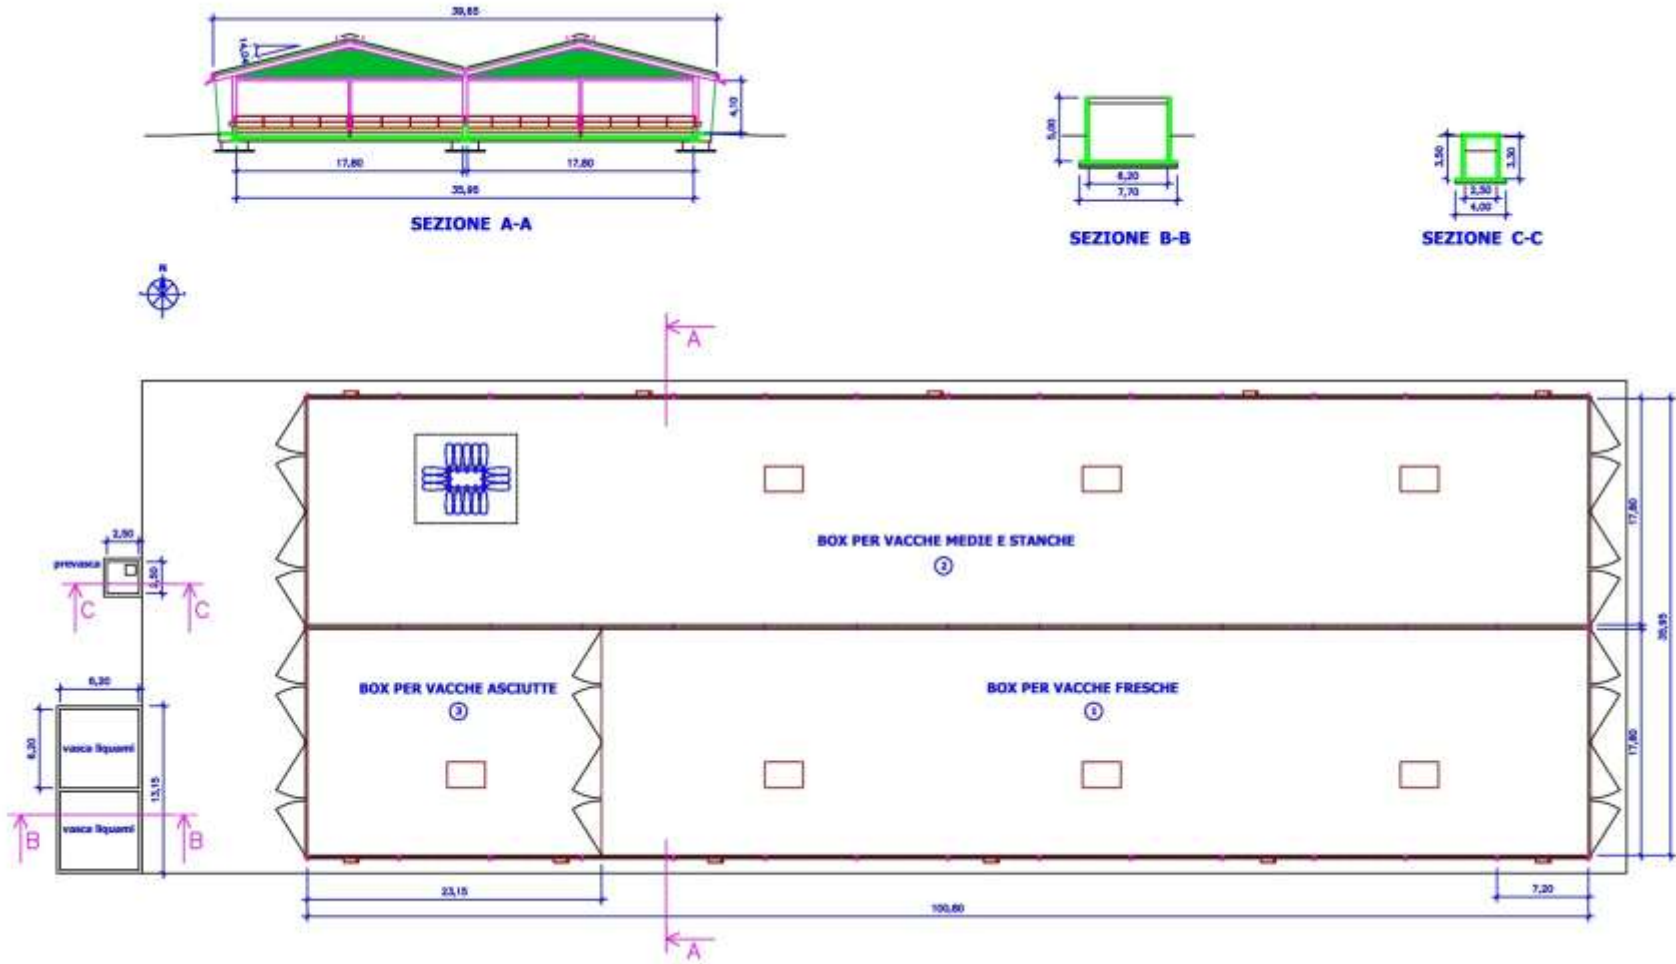 39,65
14,04°
4,10
17,80
17,80
35,95
SEZIONE A-A
5,00
6,20
7,70
SEZIONE B-B
3,50
3,30
2,50
4,00
SEZIONE C-C
N
A
BOX PER VACCHE MEDIE E STANCHE
2
17,80
35,95
2,50
prevasca
2,50
C
C
BOX PER VACCHE ASCIUTTE
3
BOX PER VACCHE FRESCHE
1
17,80
6,20
6,20
vasca liquami
13,15
B
B
vasca liquami
23,15
7,20
100,80
A